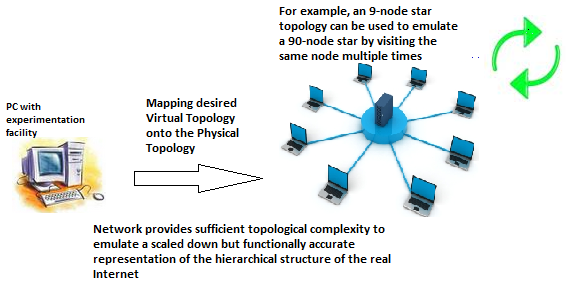 For example, an 9-node star
topology can be used to emulate
a 90-node star by visiting the
same node multiple times
PC with
experimentation
facility
Mapping desired
Virtual Topology
onto the Physical
Topology
Network provides sufficient topological complexity to
emulate a scaled down but functionally accurate
representation of the hierarchical structure of the real
Internet